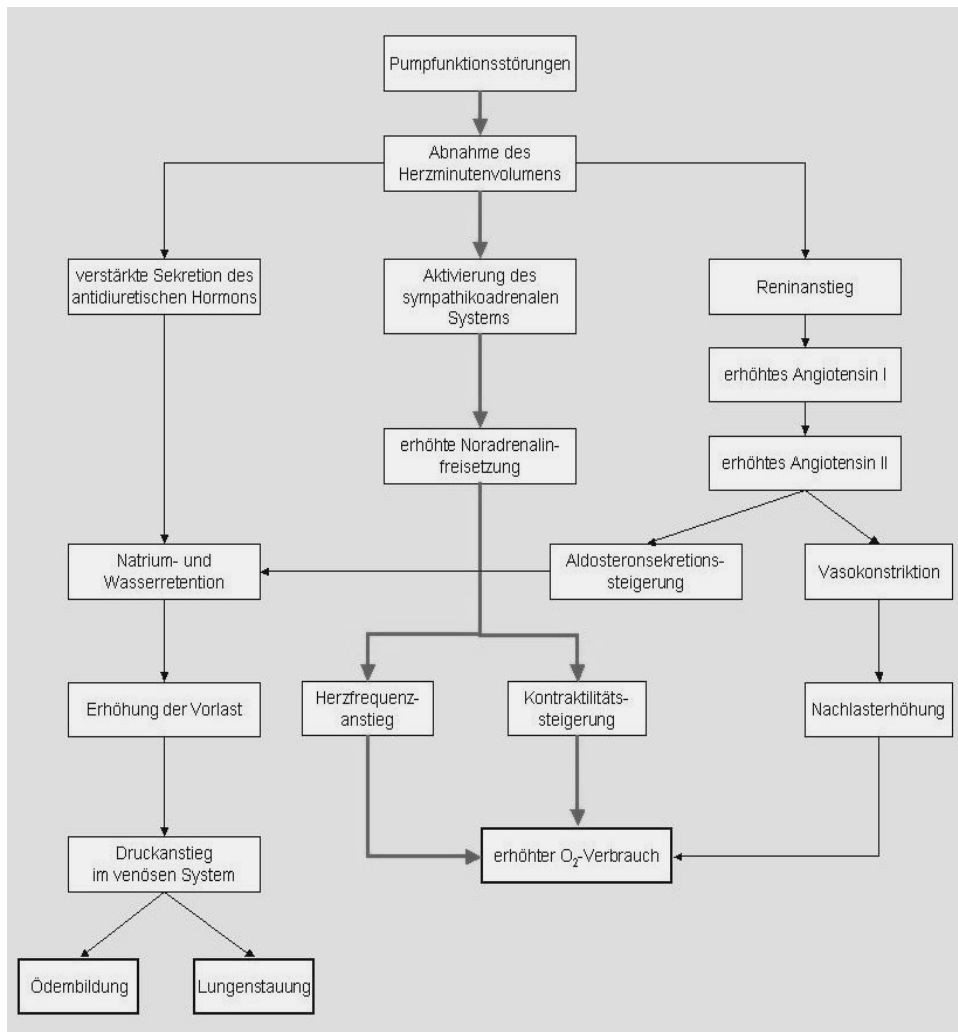 Pumpfunktionsstörungen
Abnahme des
Herzminutenvolumens
verstärkte Sekretion des
antidiuretischen Hormons
Aktivierung des
sympathikoadrenalen
Systems
Reninanstieg
erhöhtes Angiotensin I
erhöhte Noradrenalin-
freisetzung
erhöhtes Angiotensin II
Natrium- und
Wasserretention
Aldosteronsekretions-
steigerung
Vasokonstriktion
Erhöhung der Vorlast
Herzfrequenz-
anstieg
Kontraktilitäts-
steigerung
Nachlasterhöhung
Druckanstieg
im venösen System
erhöhter O₂-Verbrauch
Ödembildung
Lungenstauung